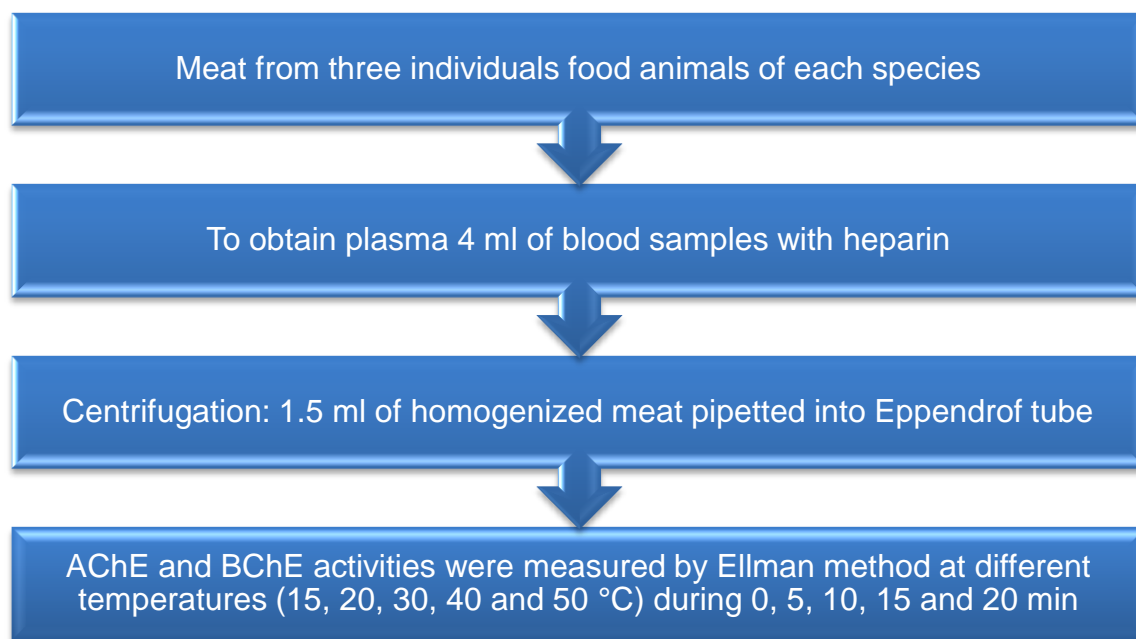 Meat from three individuals food animals of each species
To obtain plasma 4 ml of blood samples with heparin
Centrifugation: 1.5 ml of homogenized meat pipetted into Eppendrof tube
AChE and BChE activities were measured by Ellman method at different
temperatures (15, 20, 30, 40 and 50 °C) during 0, 5, 10, 15 and 20 min